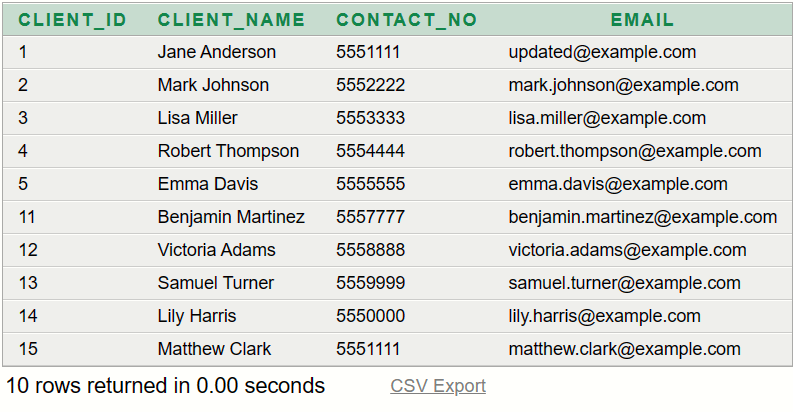 CLIENT_ID CLIENT_NAME CONTACT_NO EMAIL
1 Jane Anderson 5551111 updated@example.com
2 Mark Johnson 5552222 mark.johnson@example.com
3 Lisa Miller 5553333 lisa.miller@example.com
4 Robert Thompson 5554444 robert.thompson@example.com
5 Emma Davis 5555555 emma.davis@example.com
11 Benjamin Martinez 5557777 benjamin.martinez@example.com
12 Victoria Adams 5558888 victoria.adams@example.com
13 Samuel Turner 5559999 samuel.turner@example.com
14 Lily Harris 5550000 lily.harris@example.com
15 Matthew Clark 5551111 matthew.clark@example.com
10 rows returned in 0.00 seconds CSV Export